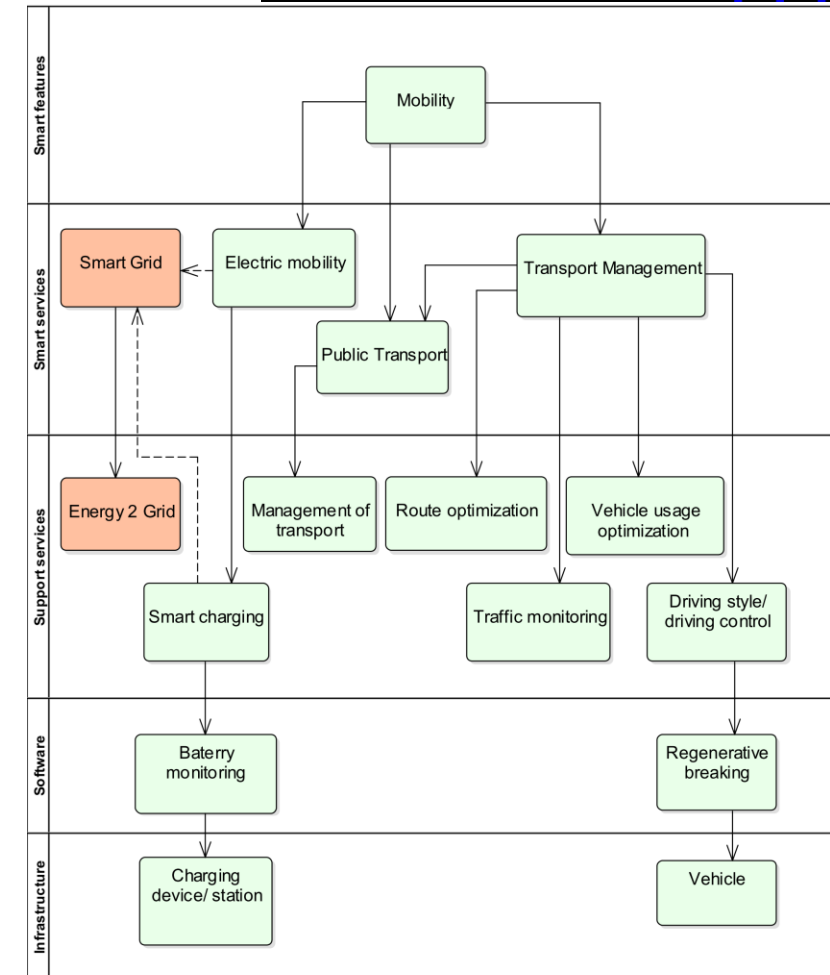 Smart features
Mobility
Smart services
Smart Grid
Electric mobility
Transport Management
Public Transport
Support services
Energy 2 Grid
Management of
transport
Route optimization
Vehicle usage
optimization
Smart charging
Traffic monitoring
Driving style/
driving control
Software
Baterry
monitoring
Regenerative
breaking
Infrastructure
Charging
device/ station
Vehicle